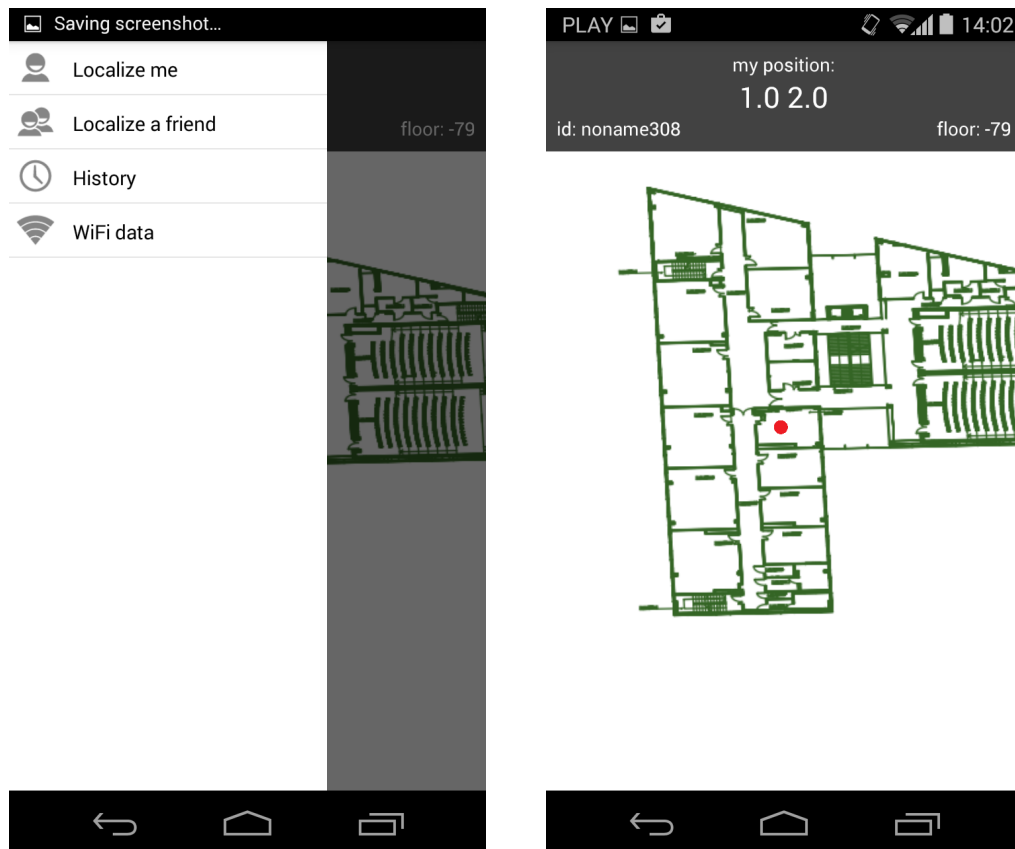 Saving screenshot...
Localize me
Localize a friend
History
WiFi data
floor: -79
PLAY 14:02
my position:
1.0 2.0
id: noname308 floor: -79